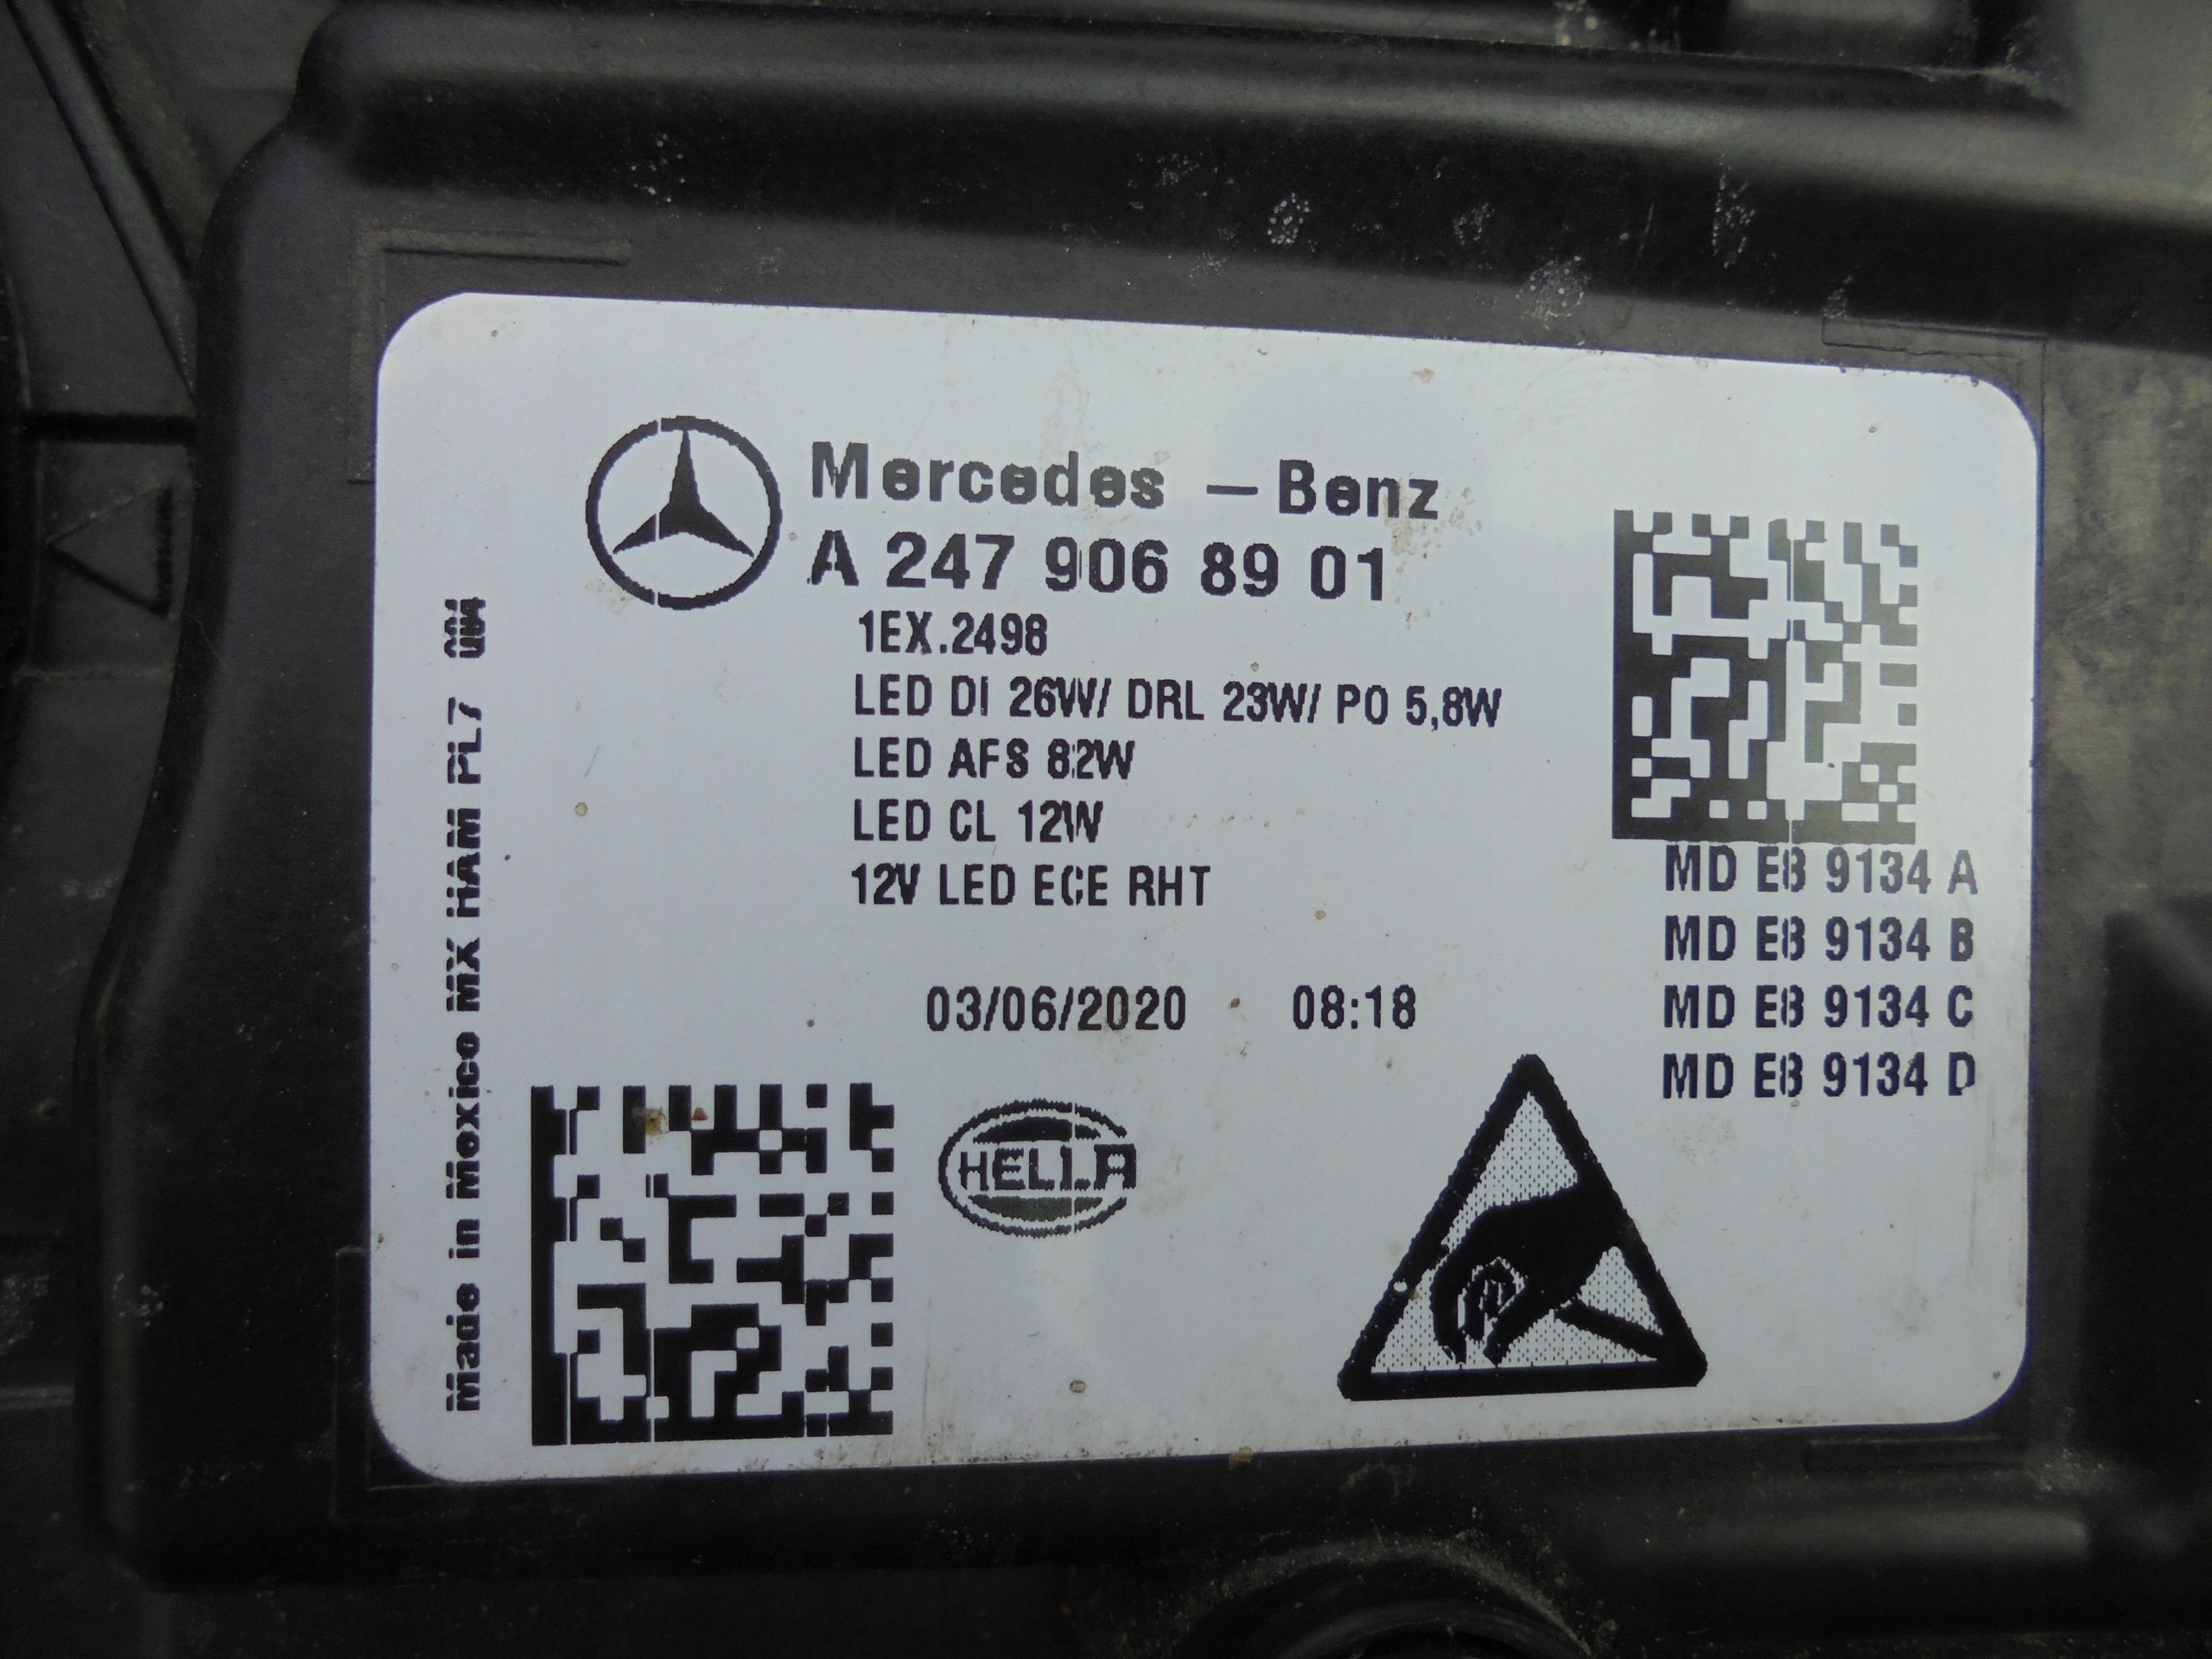 Mercedes – Benz
A 247 906 89 01
1EX.2498
LED DI 26W/ DRL 23W/ PO 5,8W
LED AFS 82W
LED CL 12W
12V LED ECE RHT
03/06/2020 08:18
MD E8 9134 A
MD E8 9134 B
MD E8 9134 C
MD E8 9134 D
HELLA
Made in Mexico MX HAM PL7 004